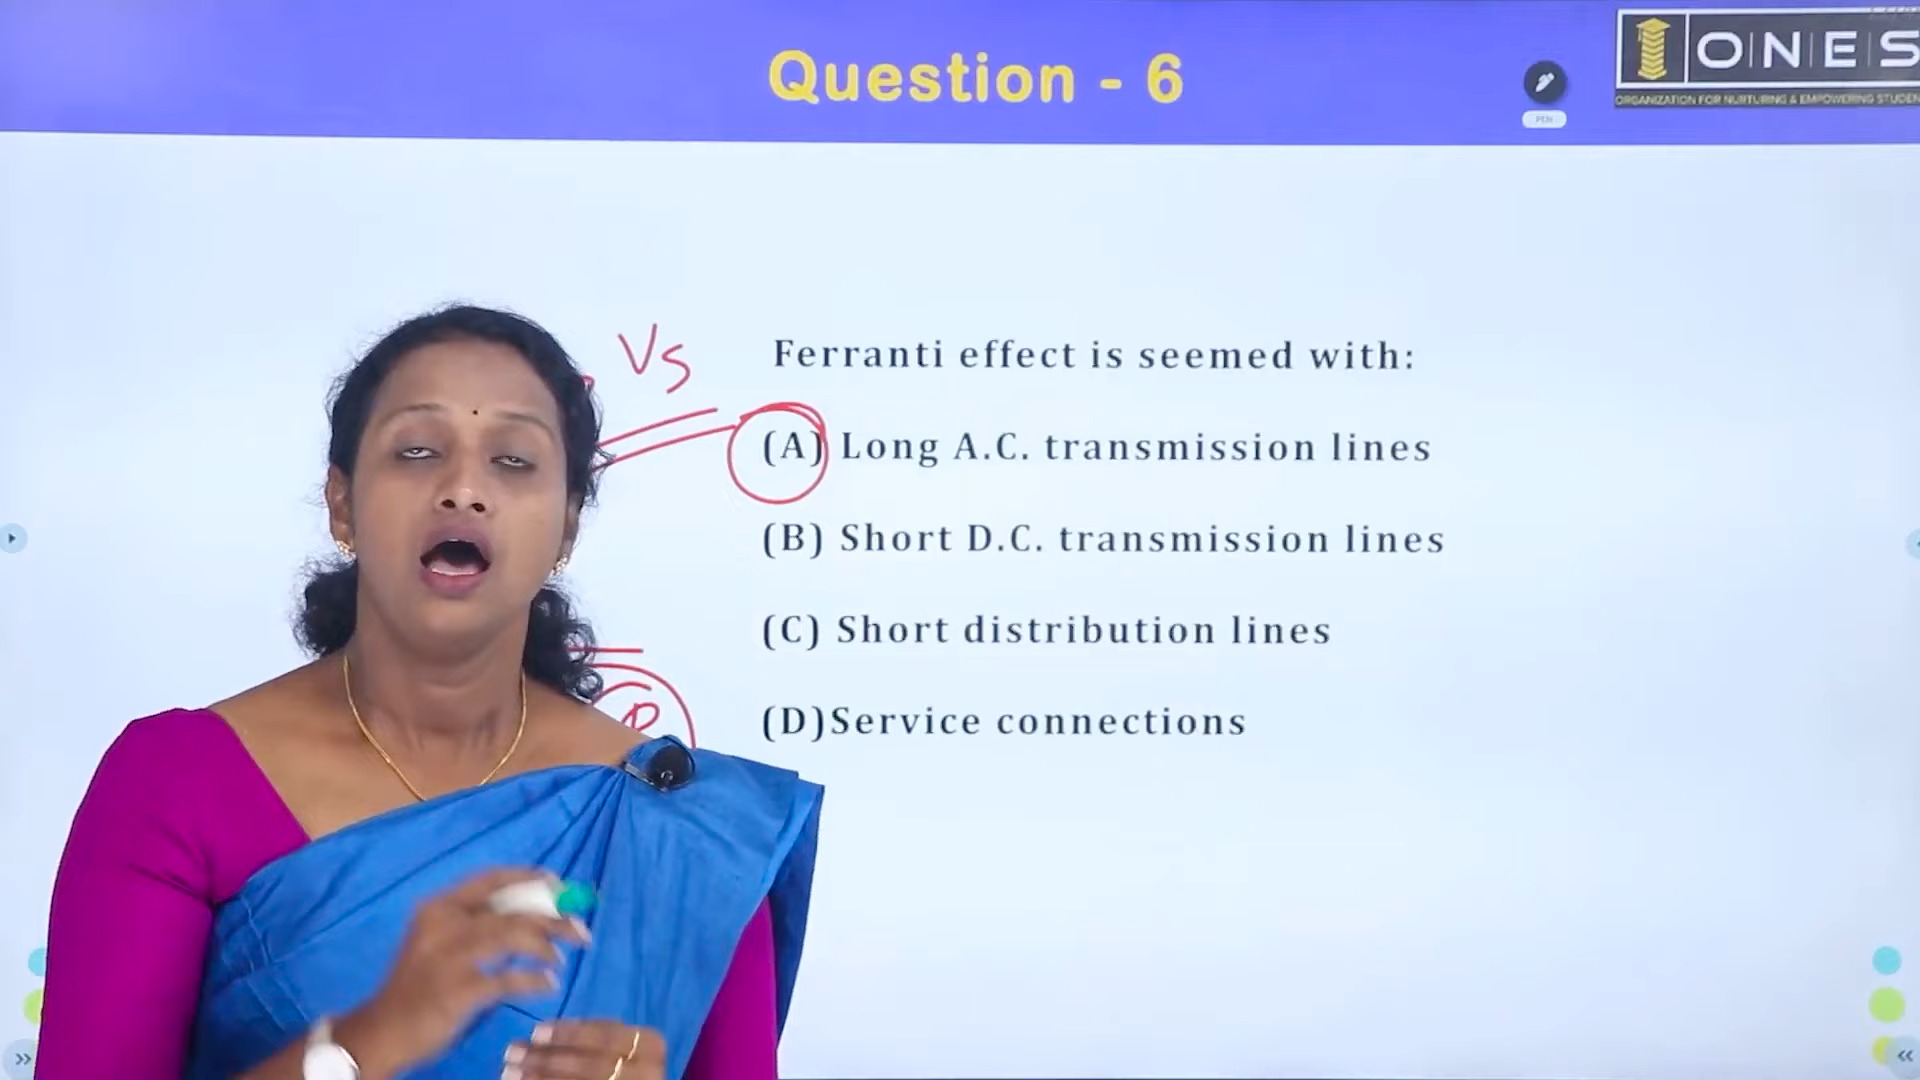 Question - 6
PEN
ONES
ORGANIZATION FOR NURTURING & EMPOWERING STUDEN
Vs
Ferranti effect is seemed with:
(A) Long A.C. transmission lines
(B) Short D.C. transmission lines
(C) Short distribution lines
(D)Service connections